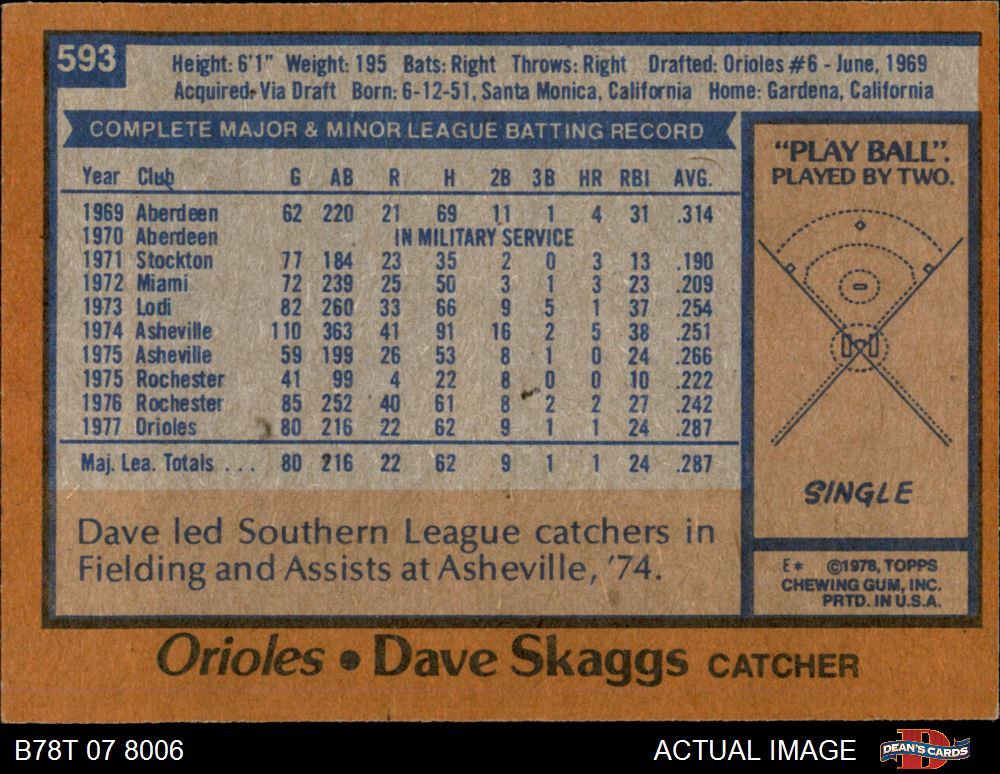 593
Height: 6'1" Weight: 195 Bats: Right Throws: Right Drafted: Orioles #6 - June, 1969
Acquired: Via Draft Born: 6-12-51, Santa Monica, California Home: Gardena, California
COMPLETE MAJOR & MINOR LEAGUE BATTING RECORD
Year Club G AB R H 2B 3B HR RBI AVG.
1969 Aberdeen 62 220 21 69 11 1 4 31 .314
1970 Aberdeen IN MILITARY SERVICE
1971 Stockton 77 184 23 35 2 0 3 13 .190
1972 Miami 72 239 25 50 3 1 3 23 .209
1973 Lodi 82 260 33 66 9 5 1 37 .254
1974 Asheville 110 363 41 91 16 2 5 38 .251
1975 Asheville 59 199 26 53 8 1 0 24 .266
1975 Rochester 41 99 4 22 8 0 0 10 .222
1976 Rochester 85 252 40 61 8 2 2 27 .242
1977 Orioles 80 216 22 62 9 1 1 24 .287
Maj. Lea. Totals . . . 80 216 22 62 9 1 1 24 .287
Dave led Southern League catchers in
Fielding and Assists at Asheville, '74.
"PLAY BALL".
PLAYED BY TWO.
SINGLE
E* ©1978, TOPPS
CHEWING GUM, INC.
PRTD. IN U.S.A.
Orioles • Dave Skaggs CATCHER
B78T 07 8006 ACTUAL IMAGE
DEAN'S CARDS